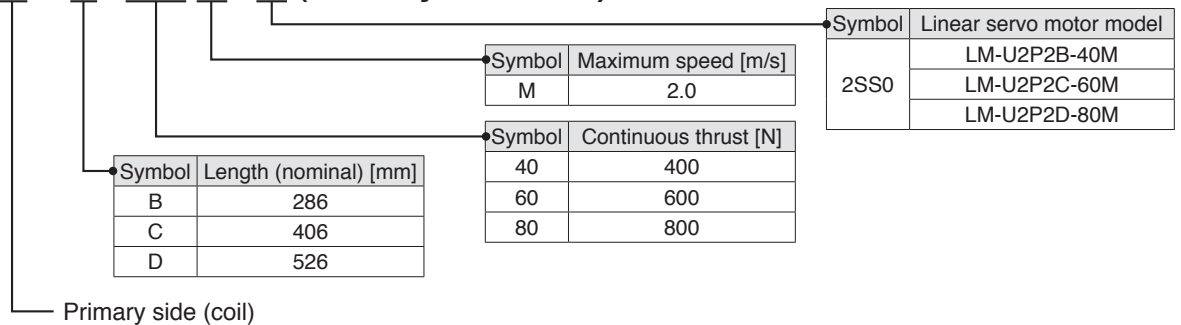 Symbol Linear servo motor model
2SS0
LM-U2P2B-40M
LM-U2P2C-60M
LM-U2P2D-80M
Symbol Maximum speed [m/s]
M 2.0
Symbol Continuous thrust [N]
40 400
60 600
80 800
Symbol Length (nominal) [mm]
B 286
C 406
D 526
Primary side (coil)